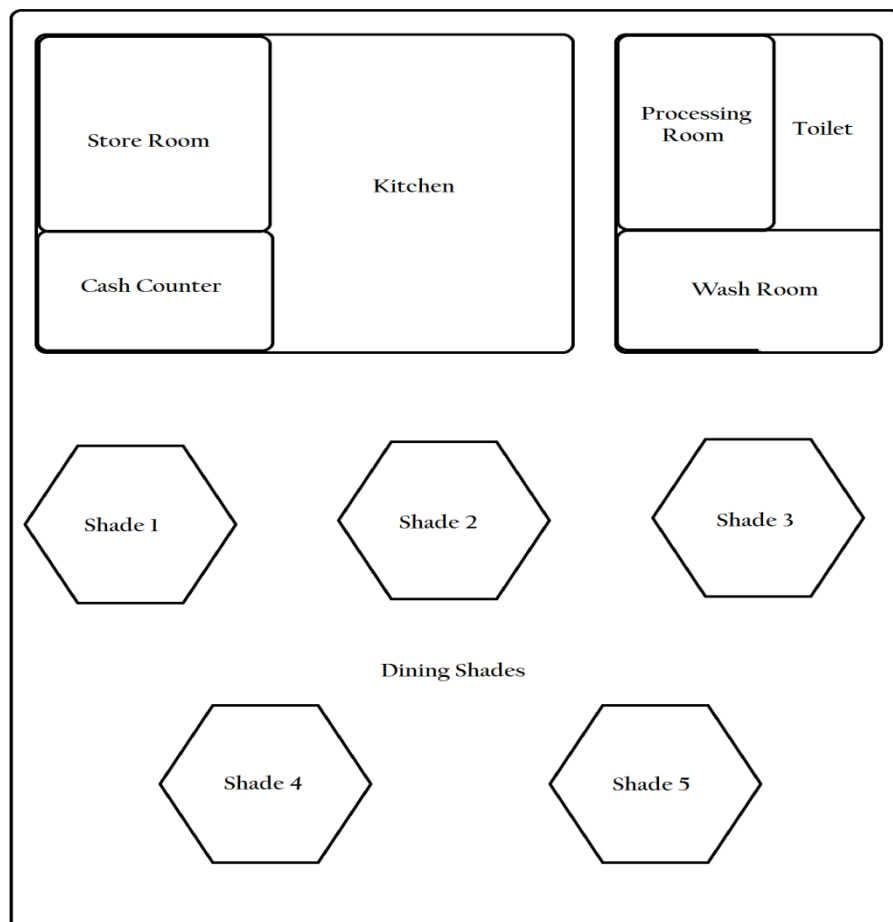 Store Room
Kitchen
Processing
Room
Toilet
Cash Counter
Wash Room
Shade 1
Shade 2
Shade 3
Dining Shades
Shade 4
Shade 5